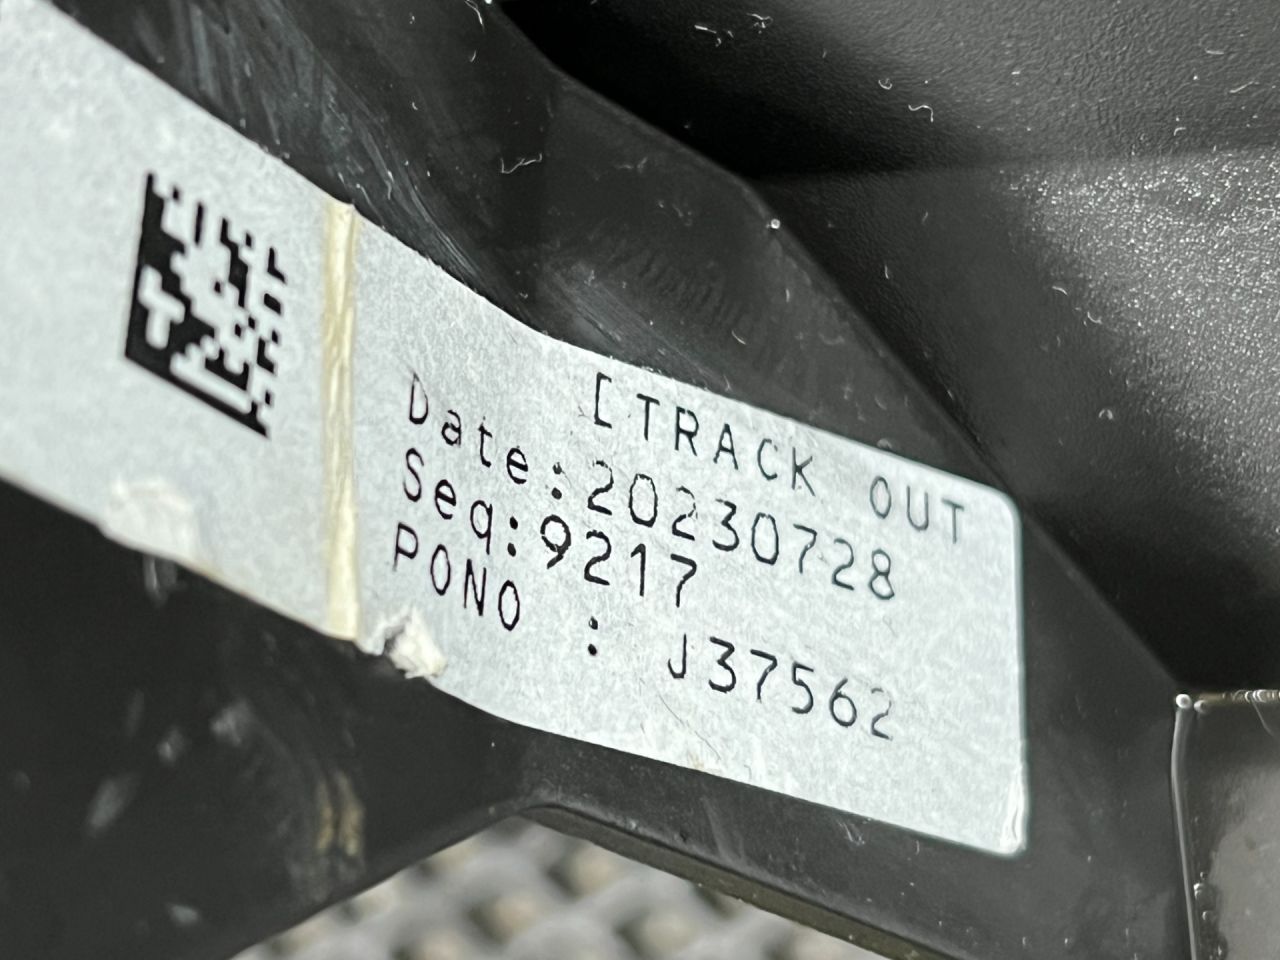 [TRACK OUT
Date:20230728
Seq:9217
PONO : J37562